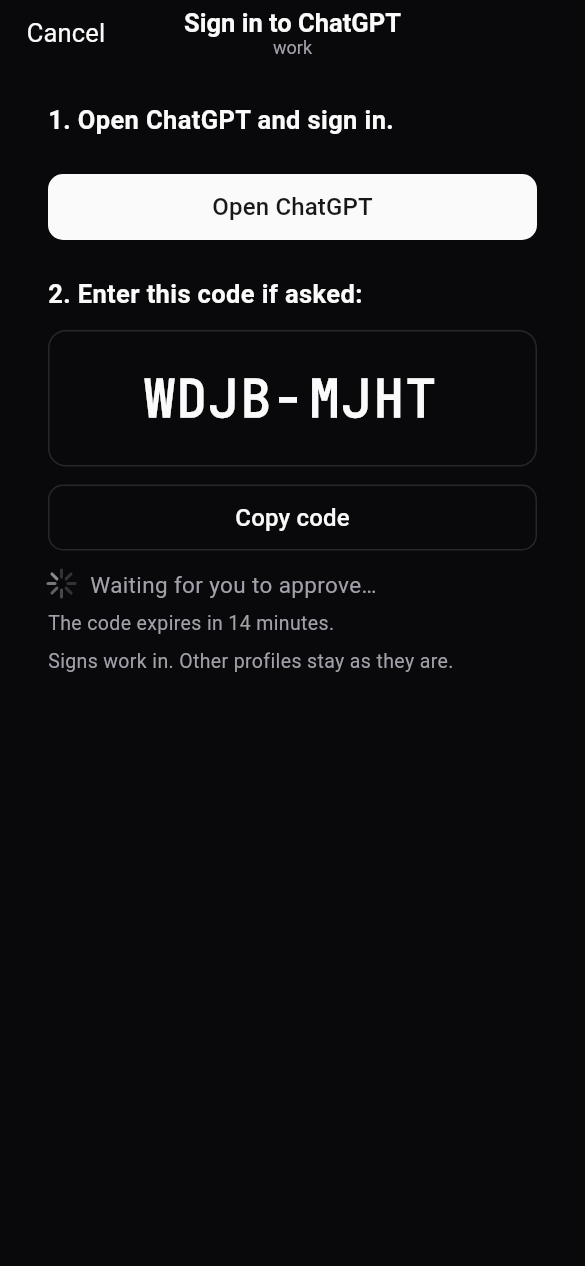 Cancel
Sign in to ChatGPT
work
1. Open ChatGPT and sign in.
Open ChatGPT
2. Enter this code if asked:
WDJB-MJHT
Copy code
Waiting for you to approve…
The code expires in 14 minutes.
Signs work in. Other profiles stay as they are.